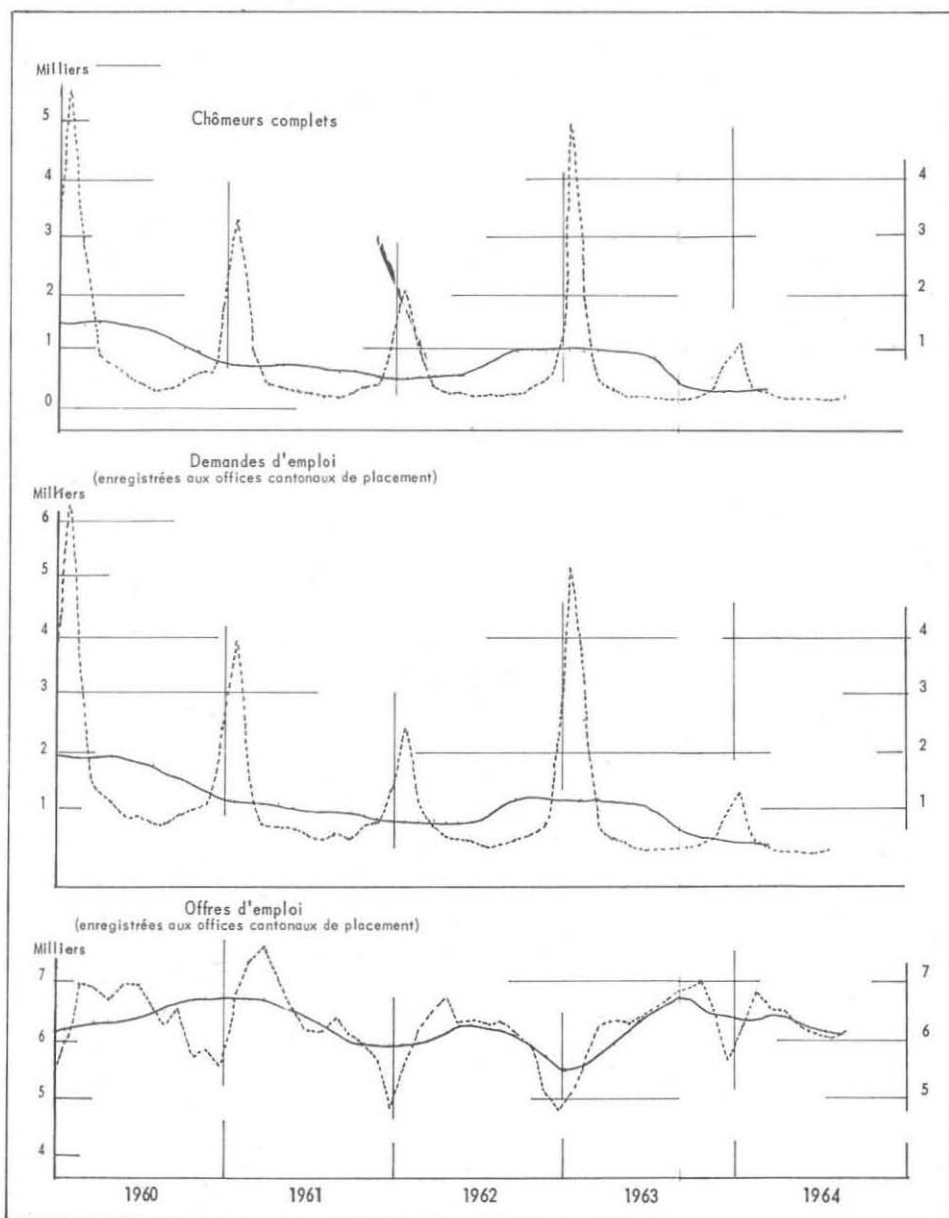 Milliers
5
Chômeurs complets
4 4
3 3
2 2
1 1
0
Demandes d'emploi
(enregistrées aux offices cantonaux de placement)
Milliers
6
5
4 4
3 3
2 2
1 1
Offres d'emploi
(enregistrées aux offices cantonaux de placement)
Milliers
7 7
6 6
5 5
4
1960 1961 1962 1963 1964